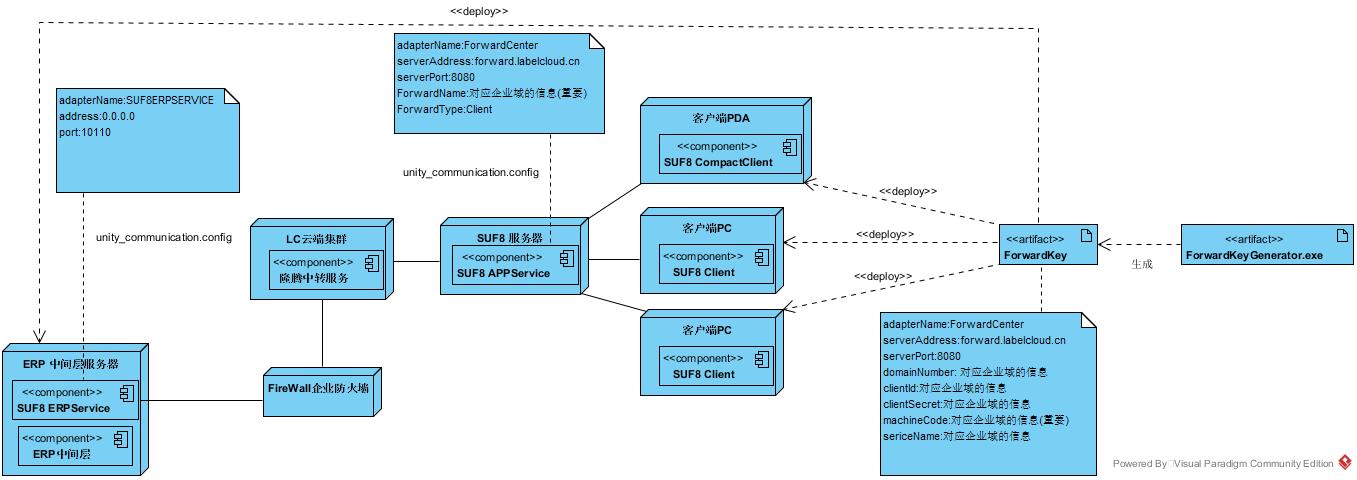 <<deploy>>
adapterName:ForwardCenter
serverAddress:forward.labelcloud.cn
serverPort:8080
ForwardName:对应企业域的信息(重要)
ForwardType:Client
adapterName:SUF8ERPSERVICE
address:0.0.0.0
port:10110
客户端PDA
<<component>>
SUF8 CompactClient
unity_communication.config
<<deploy>>
unity_communication.config
LC云端集群
<<component>>
隆腾中转服务
SUF8 服务器
<<component>>
SUF8 APPService
客户端PC
<<component>>
SUF8 Client
<<deploy>>
<<artifact>>
ForwardKey
生成
<<artifact>>
ForwardKeyGenerator.exe
<<deploy>>
客户端PC
<<component>>
SUF8 Client
adapterName:ForwardCenter
serverAddress:forward.labelcloud.cn
serverPort:8080
domainNumber: 对应企业域的信息
clientId:对应企业域的信息
clientSecret:对应企业域的信息
machineCode:对应企业域的信息(重要)
sericeName:对应企业域的信息
ERP 中间层服务器
<<component>>
SUF8 ERPService
<<component>>
ERP中间层
FireWall企业防火墙
Powered By Visual Paradigm Community Edition